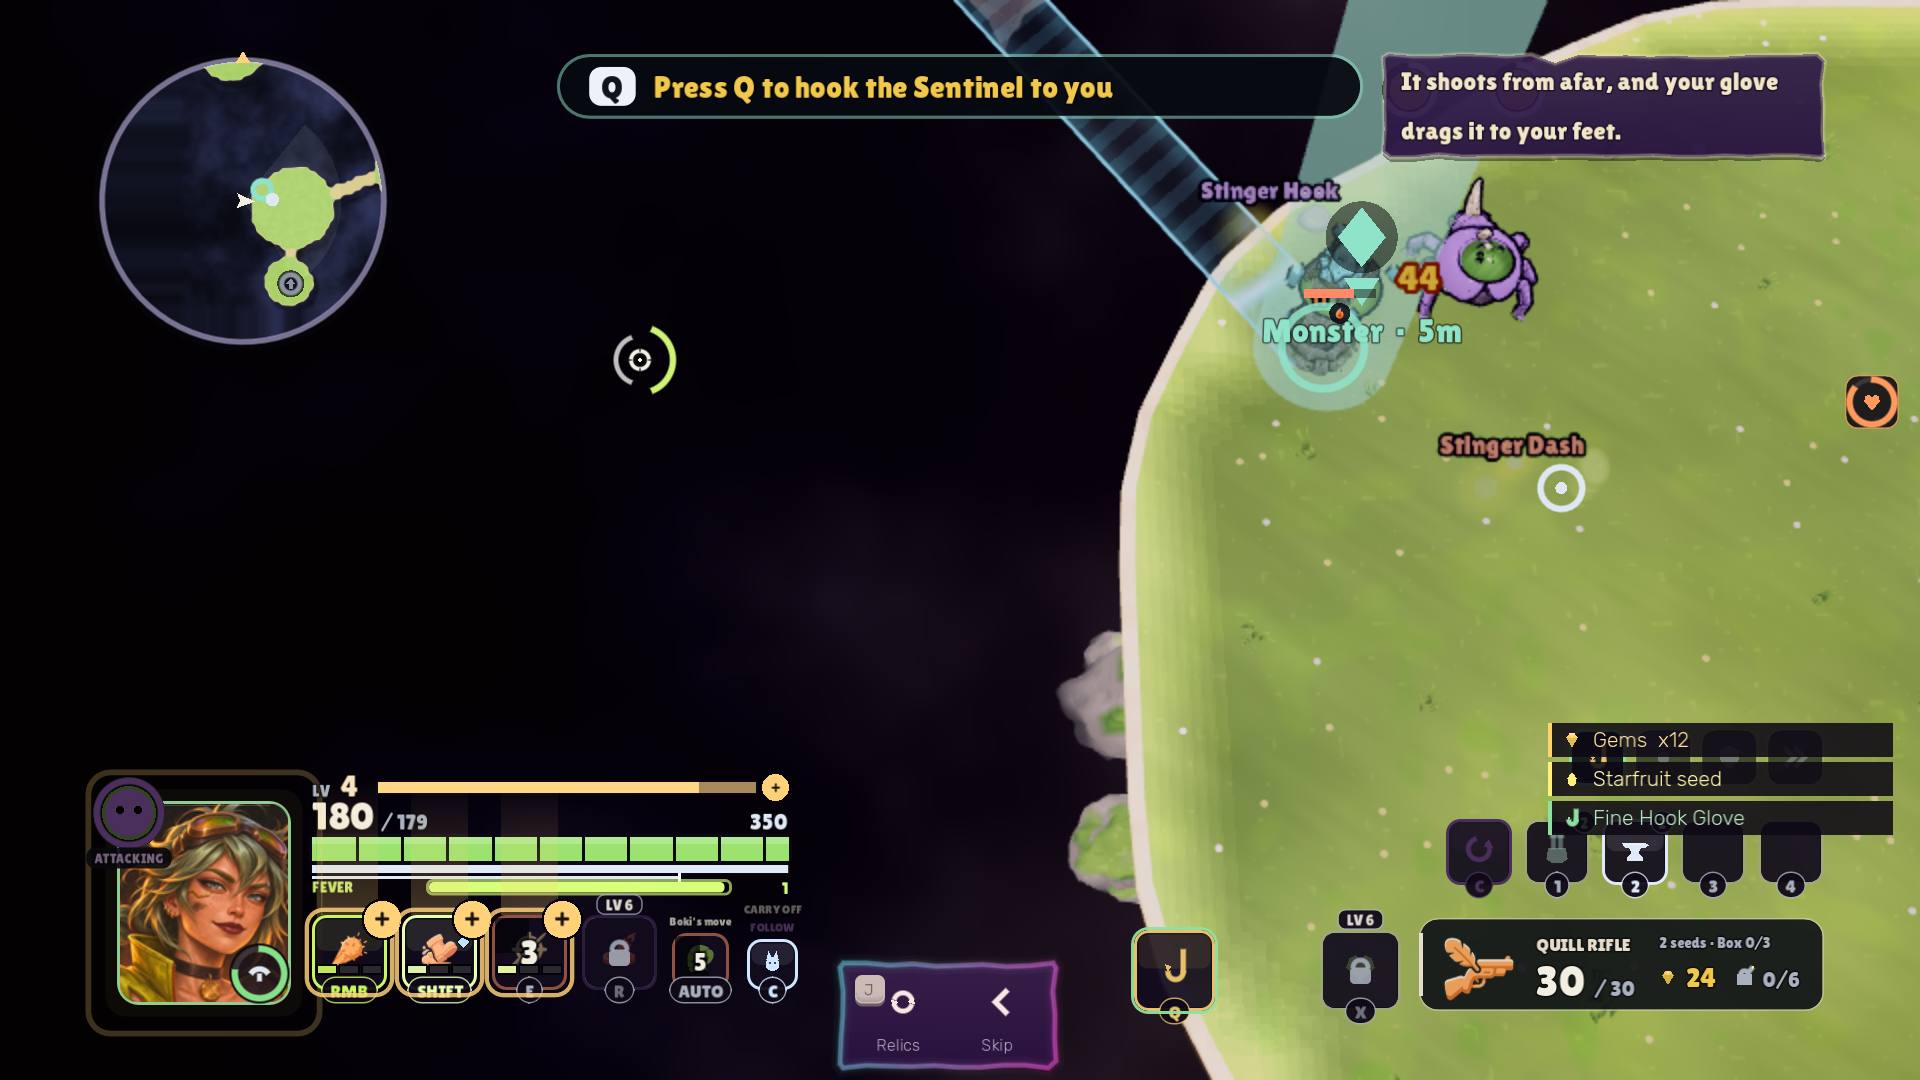 Q Press Q to hook the Sentinel to you
It shoots from afar, and your glove
drags it to your feet.
Stinger Hook
44
Monster · 5m
Stinger Dash
Gems x12
Starfruit seed
Fine Hook Glove
ATTACKING
LV 4
180 / 179
350
FEVER
1
LV 6
Boki's move
CARRY OFF
FOLLOW
3
5
RMB
SHIFT
E
R
AUTO
C
J
Relics
Skip
Q
LV 6
X
C
1
2
3
4
QUILL RIFLE
2 seeds · Box 0/3
30 / 30
24
0/6